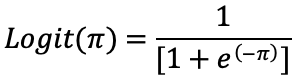 Logit(π) = 1 / [1 + e^(−π)]